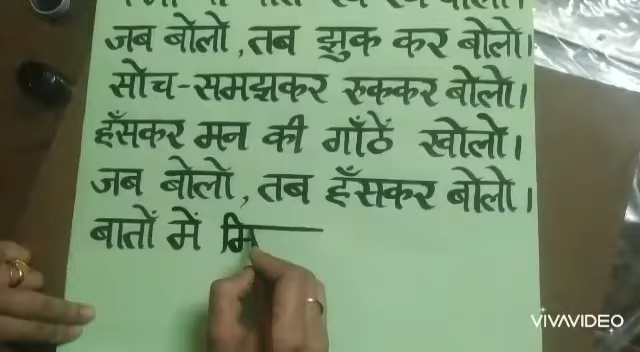 जब बोलो, तब झुक कर बोलो।
सोच-समझकर रुककर बोलो।
हँसकर मन की गाँठें खोलो।
जब बोलो, तब हँसकर बोलो।
बातों में मि
VIVAVIDEO